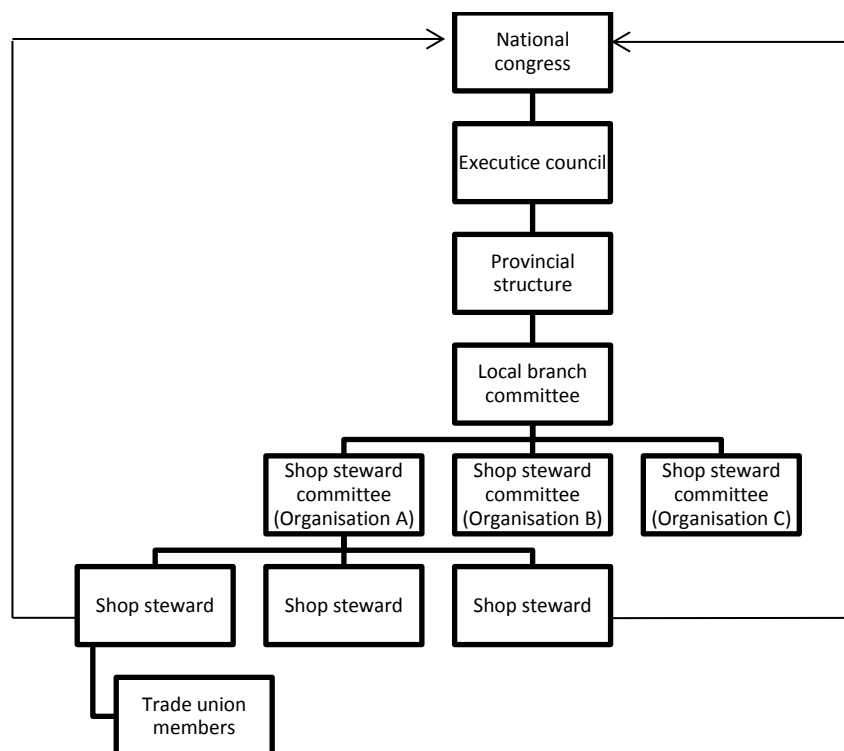 National
congress
Executice council
Provincial
structure
Local branch
committee
Shop steward
committee
(Organisation A)
Shop steward
committee
(Organisation B)
Shop steward
committee
(Organisation C)
Shop steward
Shop steward
Shop steward
Trade union
members